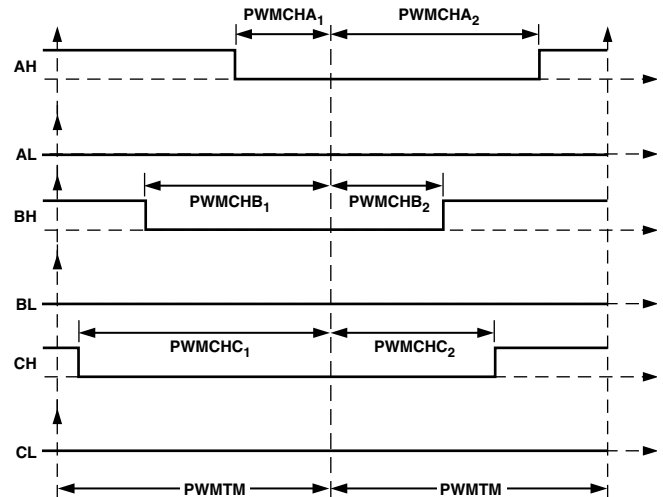 PWMCHA₁ PWMCHA₂
AH
AL
PWMCHB₁ PWMCHB₂
BH
BL
PWMCHC₁ PWMCHC₂
CH
CL
PWMTM PWMTM